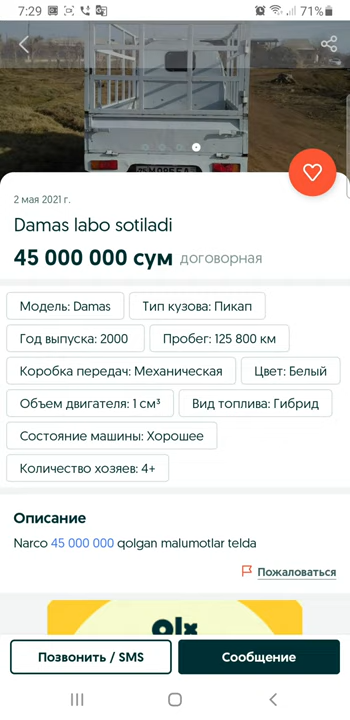 7:29
71%
2 мая 2021 г.
Damas labo sotiladi
45 000 000 сум договорная
Модель: Damas
Тип кузова: Пикап
Год выпуска: 2000
Пробег: 125 800 км
Коробка передач: Механическая
Цвет: Белый
Объем двигателя: 1 см³
Вид топлива: Гибрид
Состояние машины: Хорошее
Количество хозяев: 4+
Описание
Narco 45 000 000 qolgan malumotlar telda
Пожаловаться
olx
Позвонить / SMS
Сообщение